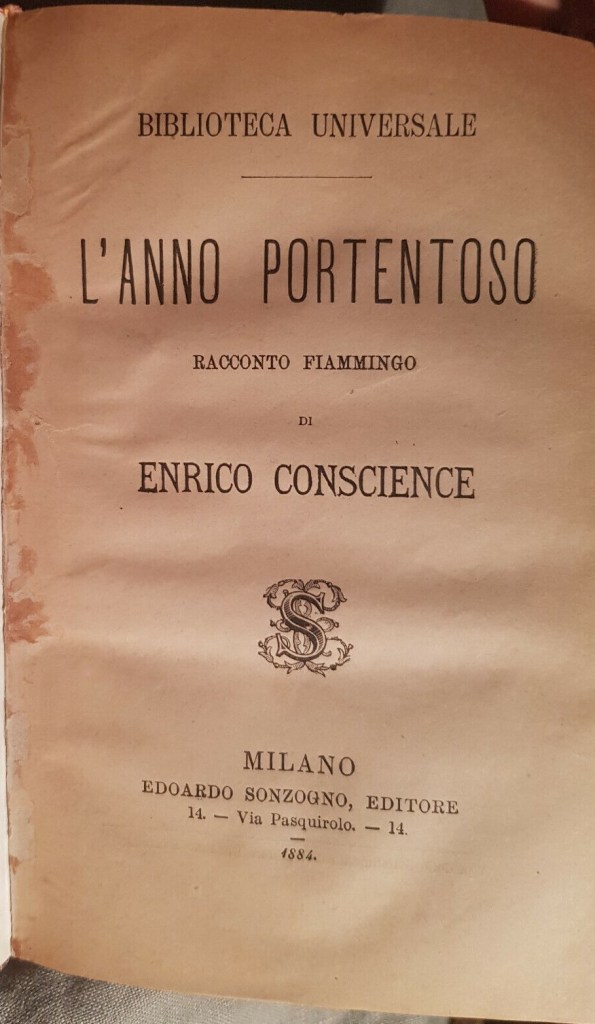 BIBLIOTECA UNIVERSALE
L'ANNO PORTENTOSO
RACCONTO FIAMMINGO
DI
ENRICO CONSCIENCE
S
MILANO
EDOARDO SONZOGNO, EDITORE
14. — Via Pasquirolo. — 14.
1884.